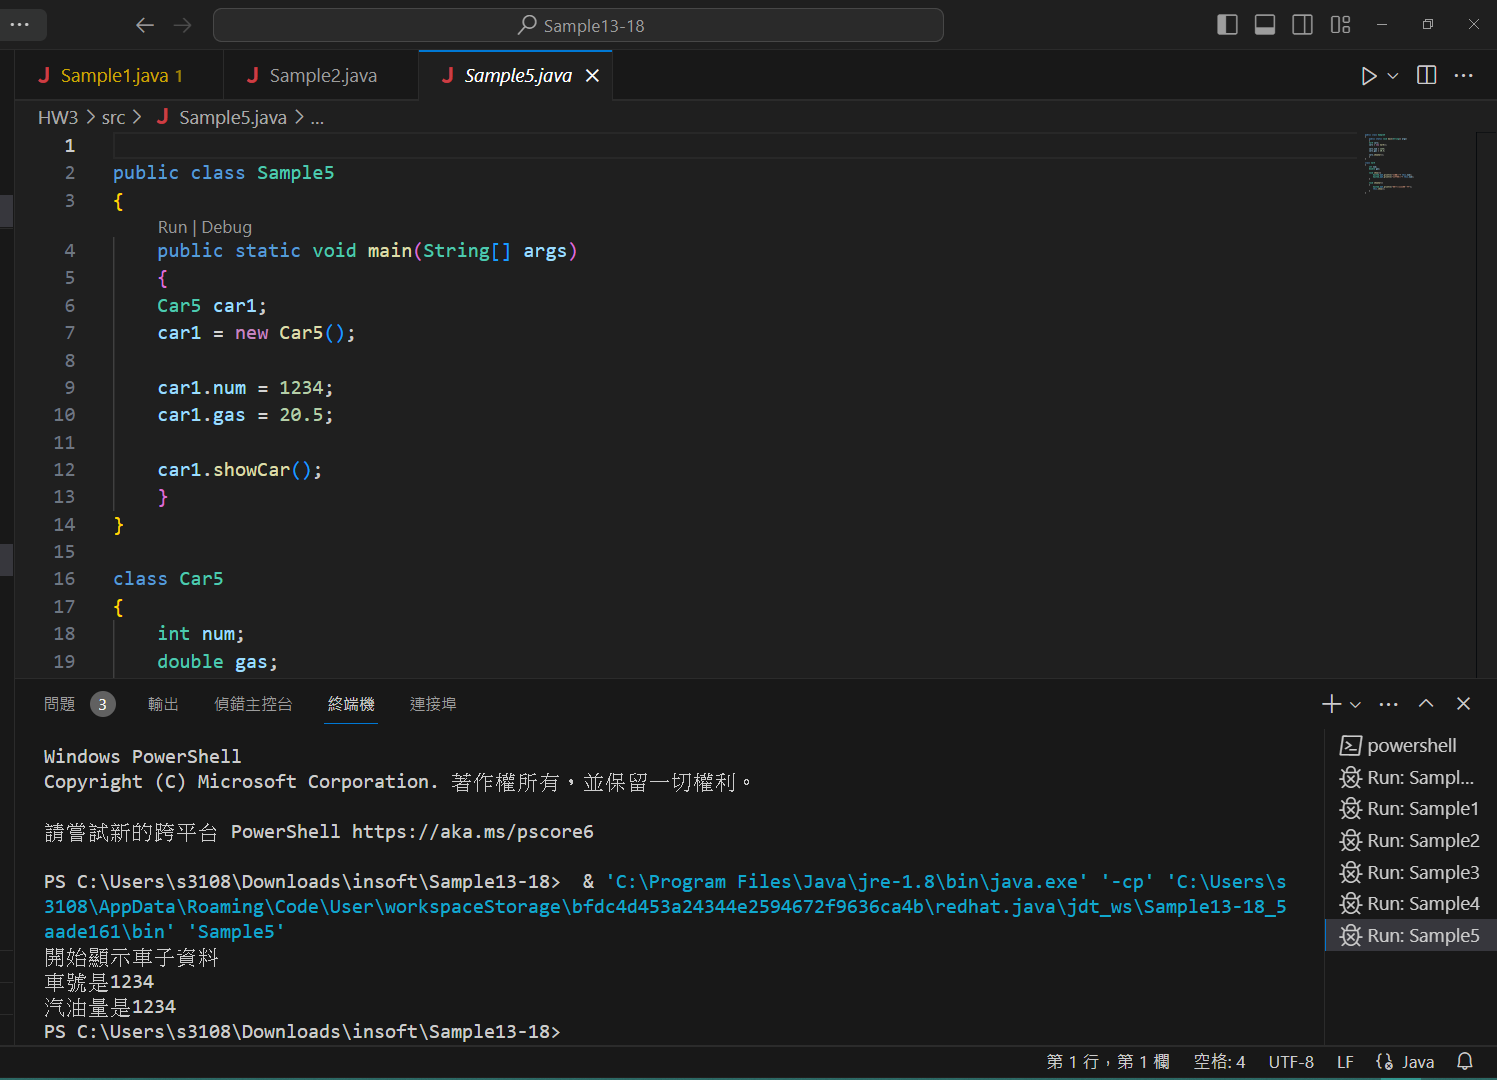 Sample13-18
Sample1.java 1
Sample2.java
Sample5.java
HW3 > src > Sample5.java > ...
1
2 public class Sample5
3 {
Run | Debug
4 public static void main(String[] args)
5 {
6 Car5 car1;
7 car1 = new Car5();
8
9 car1.num = 1234;
10 car1.gas = 20.5;
11
12 car1.showCar();
13 }
14 }
15
16 class Car5
17 {
18 int num;
19 double gas;
問題 3 輸出 偵錯主控台 終端機 連接埠
Windows PowerShell
Copyright (C) Microsoft Corporation. 著作權所有，並保留一切權利。
請嘗試新的跨平台 PowerShell https://aka.ms/pscore6
PS C:\Users\s3108\Downloads\insoft\Sample13-18>  & 'C:\Program Files\Java\jre-1.8\bin\java.exe' '-cp' 'C:\Users\s
3108\AppData\Roaming\Code\User\workspaceStorage\bfdc4d453a24344e2594672f9636ca4b\redhat.java\jdt_ws\Sample13-18_5
aade161\bin' 'Sample5'
開始顯示車子資料
車號是1234
汽油量是1234
PS C:\Users\s3108\Downloads\insoft\Sample13-18>
powershell
Run: Sampl...
Run: Sample1
Run: Sample2
Run: Sample3
Run: Sample4
Run: Sample5
第 1 行，第 1 欄 空格: 4 UTF-8 LF Java